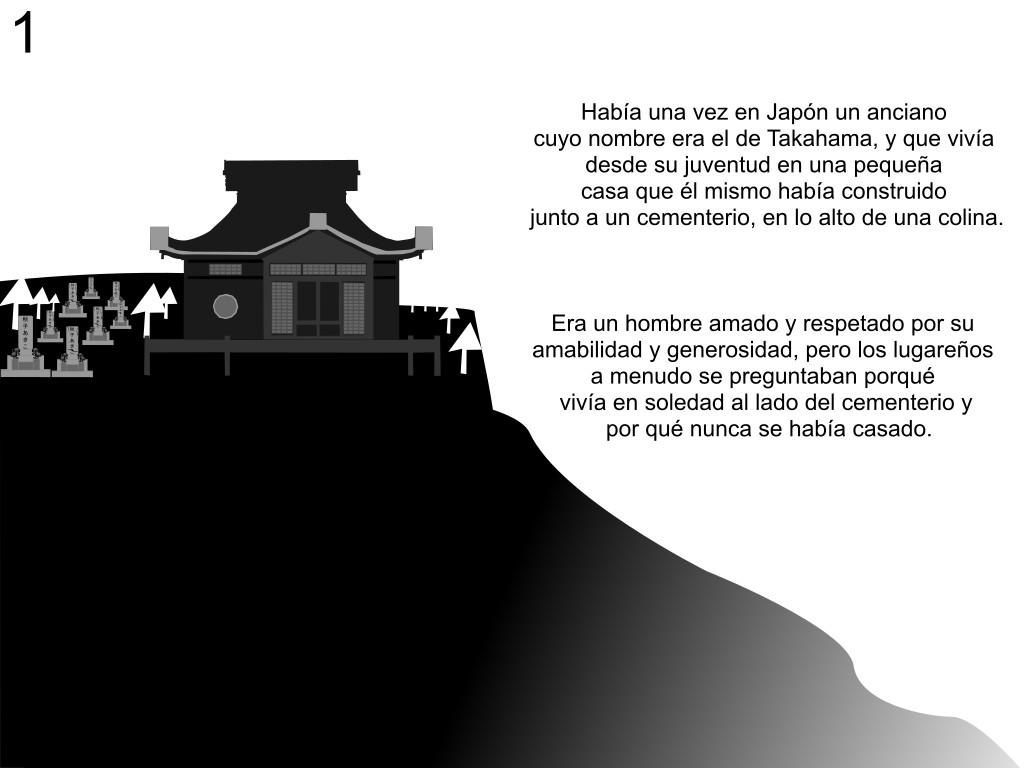 1
Había una vez en Japón un anciano
cuyo nombre era el de Takahama, y que vivía
desde su juventud en una pequeña
casa que él mismo había construido
junto a un cementerio, en lo alto de una colina.
Era un hombre amado y respetado por su
amabilidad y generosidad, pero los lugareños
a menudo se preguntaban porqué
vivía en soledad al lado del cementerio y
por qué nunca se había casado.